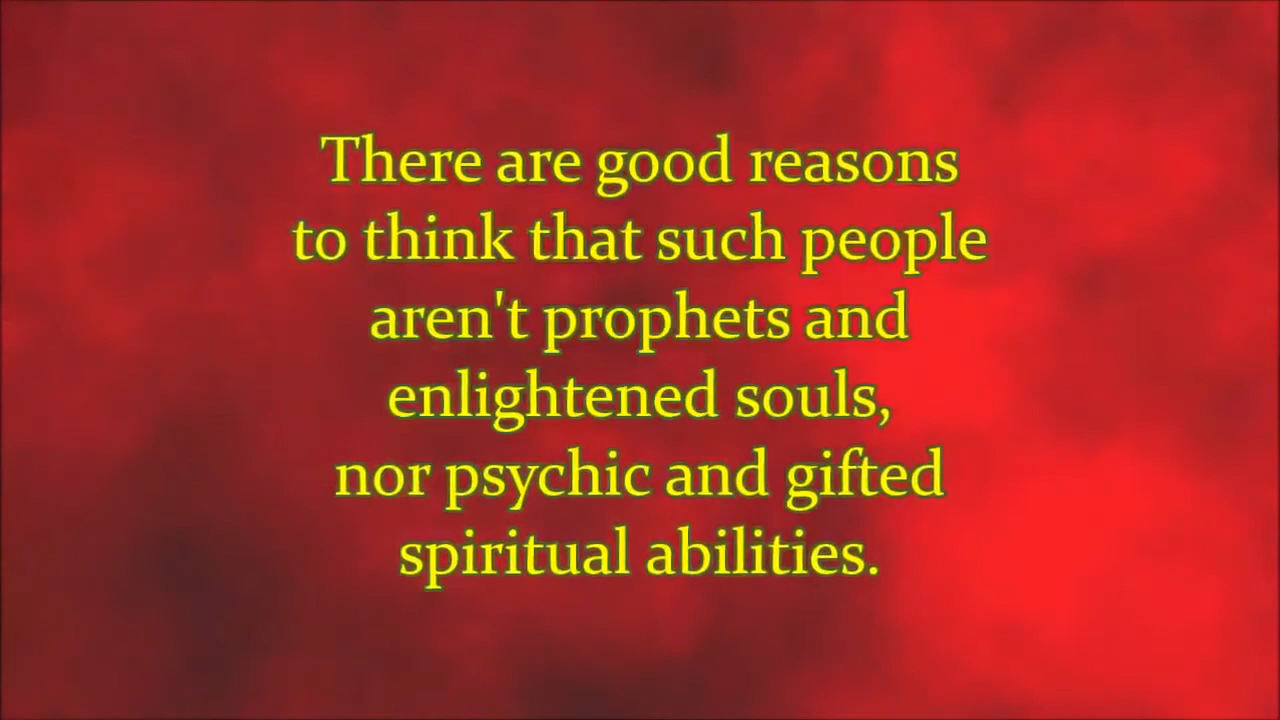 There are good reasons
to think that such people
aren't prophets and
enlightened souls,
nor psychic and gifted
spiritual abilities.